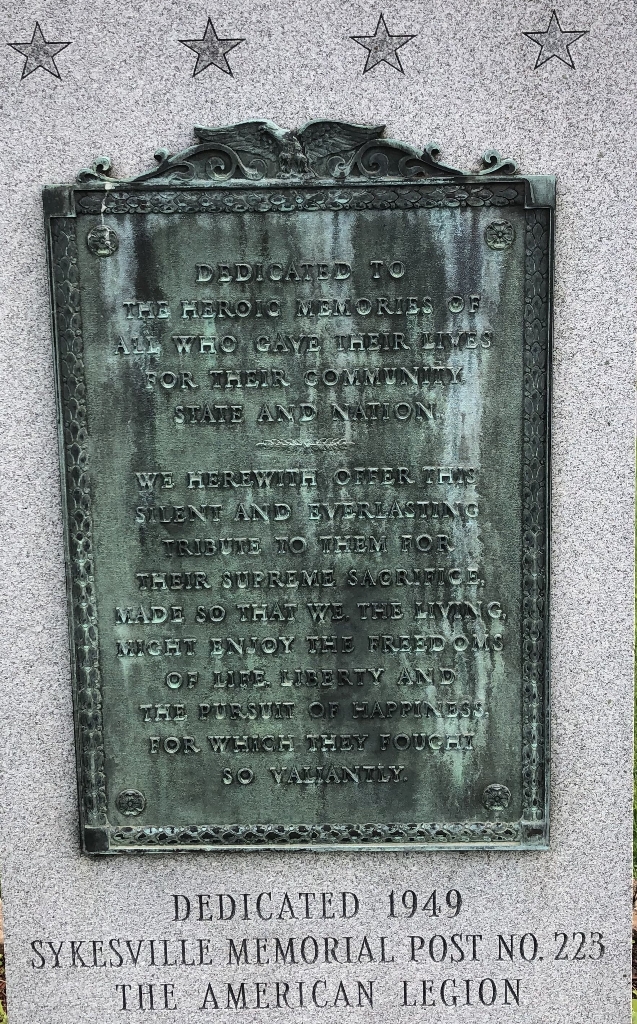 DEDICATED TO
THE HEROIC MEMORIES OF
ALL WHO GAVE THEIR LIVES
FOR THEIR COMMUNITY
STATE AND NATION
WE HEREWITH OFFER THIS
SILENT AND EVERLASTING
TRIBUTE TO THEM FOR
THEIR SUPREME SACRIFICE,
MADE SO THAT WE, THE LIVING,
MIGHT ENJOY THE FREEDOMS
OF LIFE, LIBERTY AND
THE PURSUIT OF HAPPINESS,
FOR WHICH THEY FOUGHT
SO VALIANTLY.
DEDICATED 1949
SYKESVILLE MEMORIAL POST NO. 223
THE AMERICAN LEGION